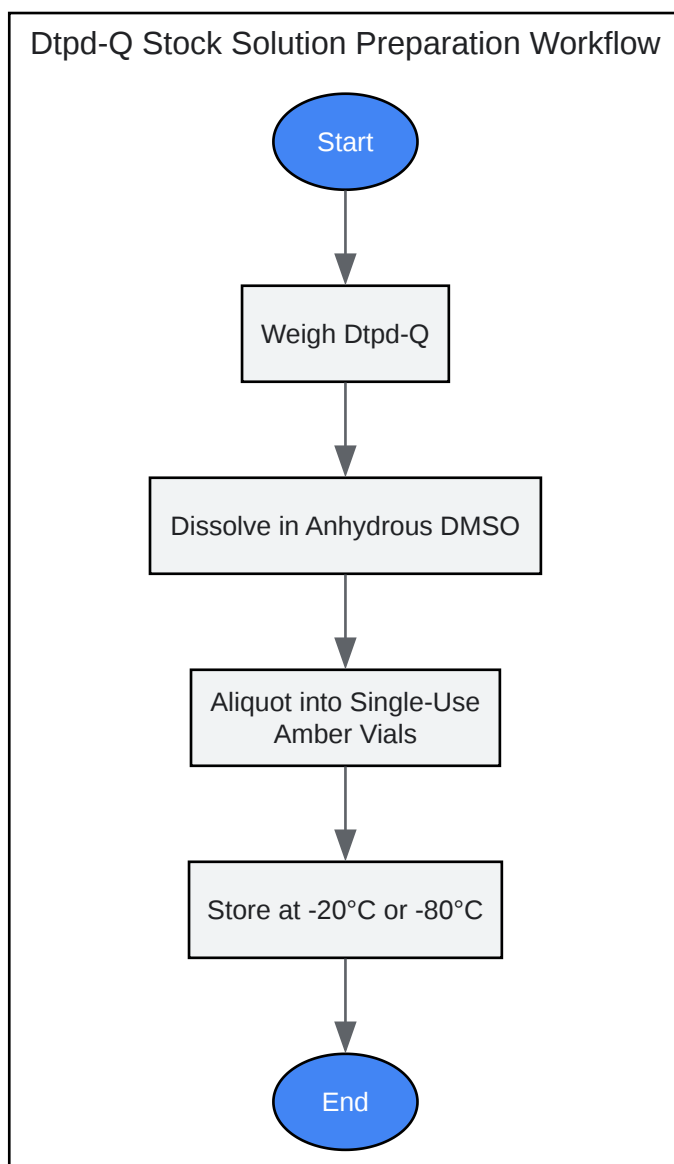 Dtpd-Q Stock Solution Preparation Workflow
Start
Weigh Dtpd-Q
Dissolve in Anhydrous DMSO
Aliquot into Single-Use
Amber Vials
Store at -20°C or -80°C
End